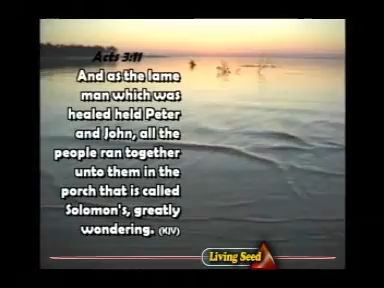 Acts 3:11
And as the lame
man which was
healed held Peter
and John, all the
people ran together
unto them in the
porch that is called
Solomon's, greatly
wondering. (KJV)
Living Seed